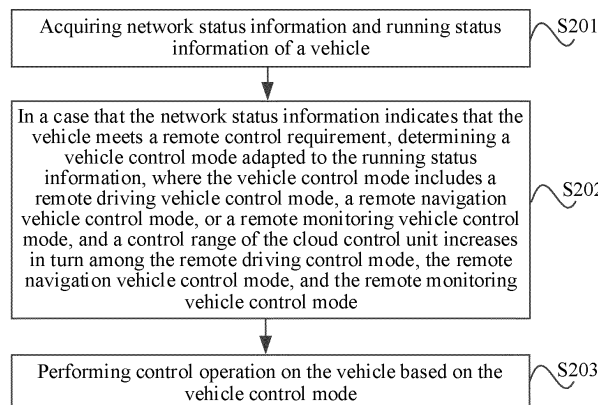 Acquiring network status information and running status
information of a vehicle
S201
In a case that the network status information indicates that the
vehicle meets a remote control requirement, determining a
vehicle control mode adapted to the running status
information, where the vehicle control mode includes a
remote driving vehicle control mode, a remote navigation
vehicle control mode, or a remote monitoring vehicle control
mode, and a control range of the cloud control unit increases
in turn among the remote driving control mode, the remote
navigation vehicle control mode, and the remote monitoring
vehicle control mode
S202
Performing control operation on the vehicle based on the
vehicle control mode
S203